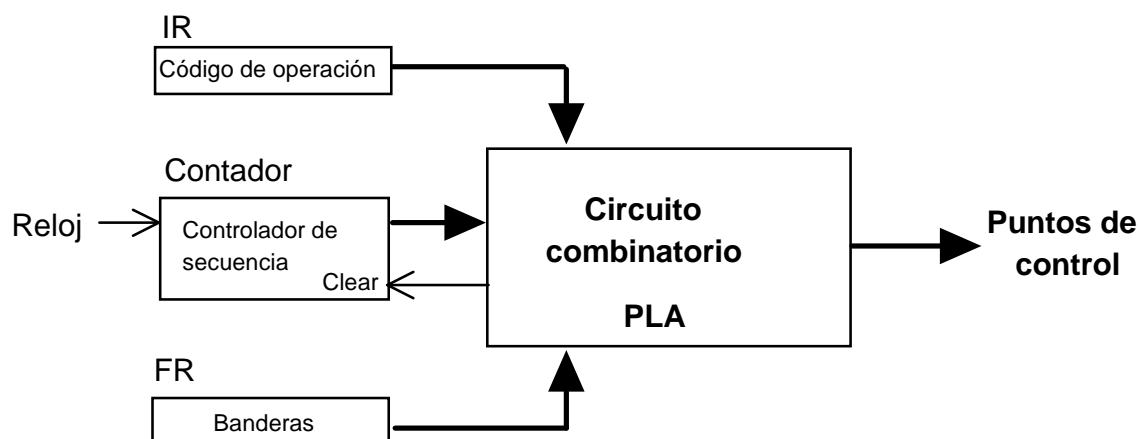 IR
Código de operación
Contador
Reloj
Controlador de
secuencia
Clear
Circuito
combinatorio
PLA
Puntos de
control
FR
Banderas